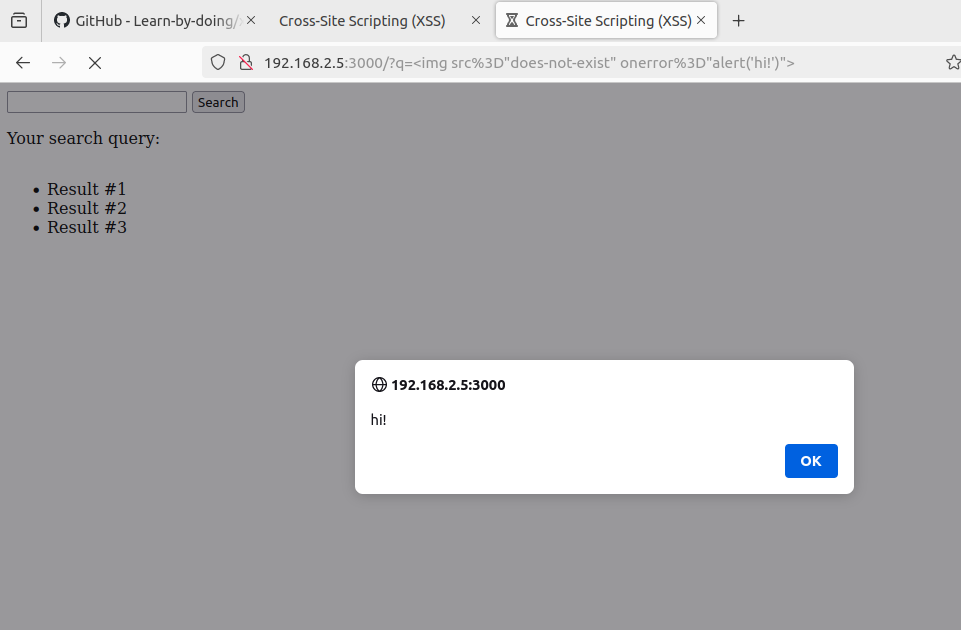 GitHub - Learn-by-doing/
Cross-Site Scripting (XSS)
Cross-Site Scripting (XSS)
192.168.2.5:3000/?q=<img src%3D"does-not-exist" onerror%3D"alert('hi!')">
Search
Your search query:
Result #1
Result #2
Result #3
192.168.2.5:3000
hi!
OK